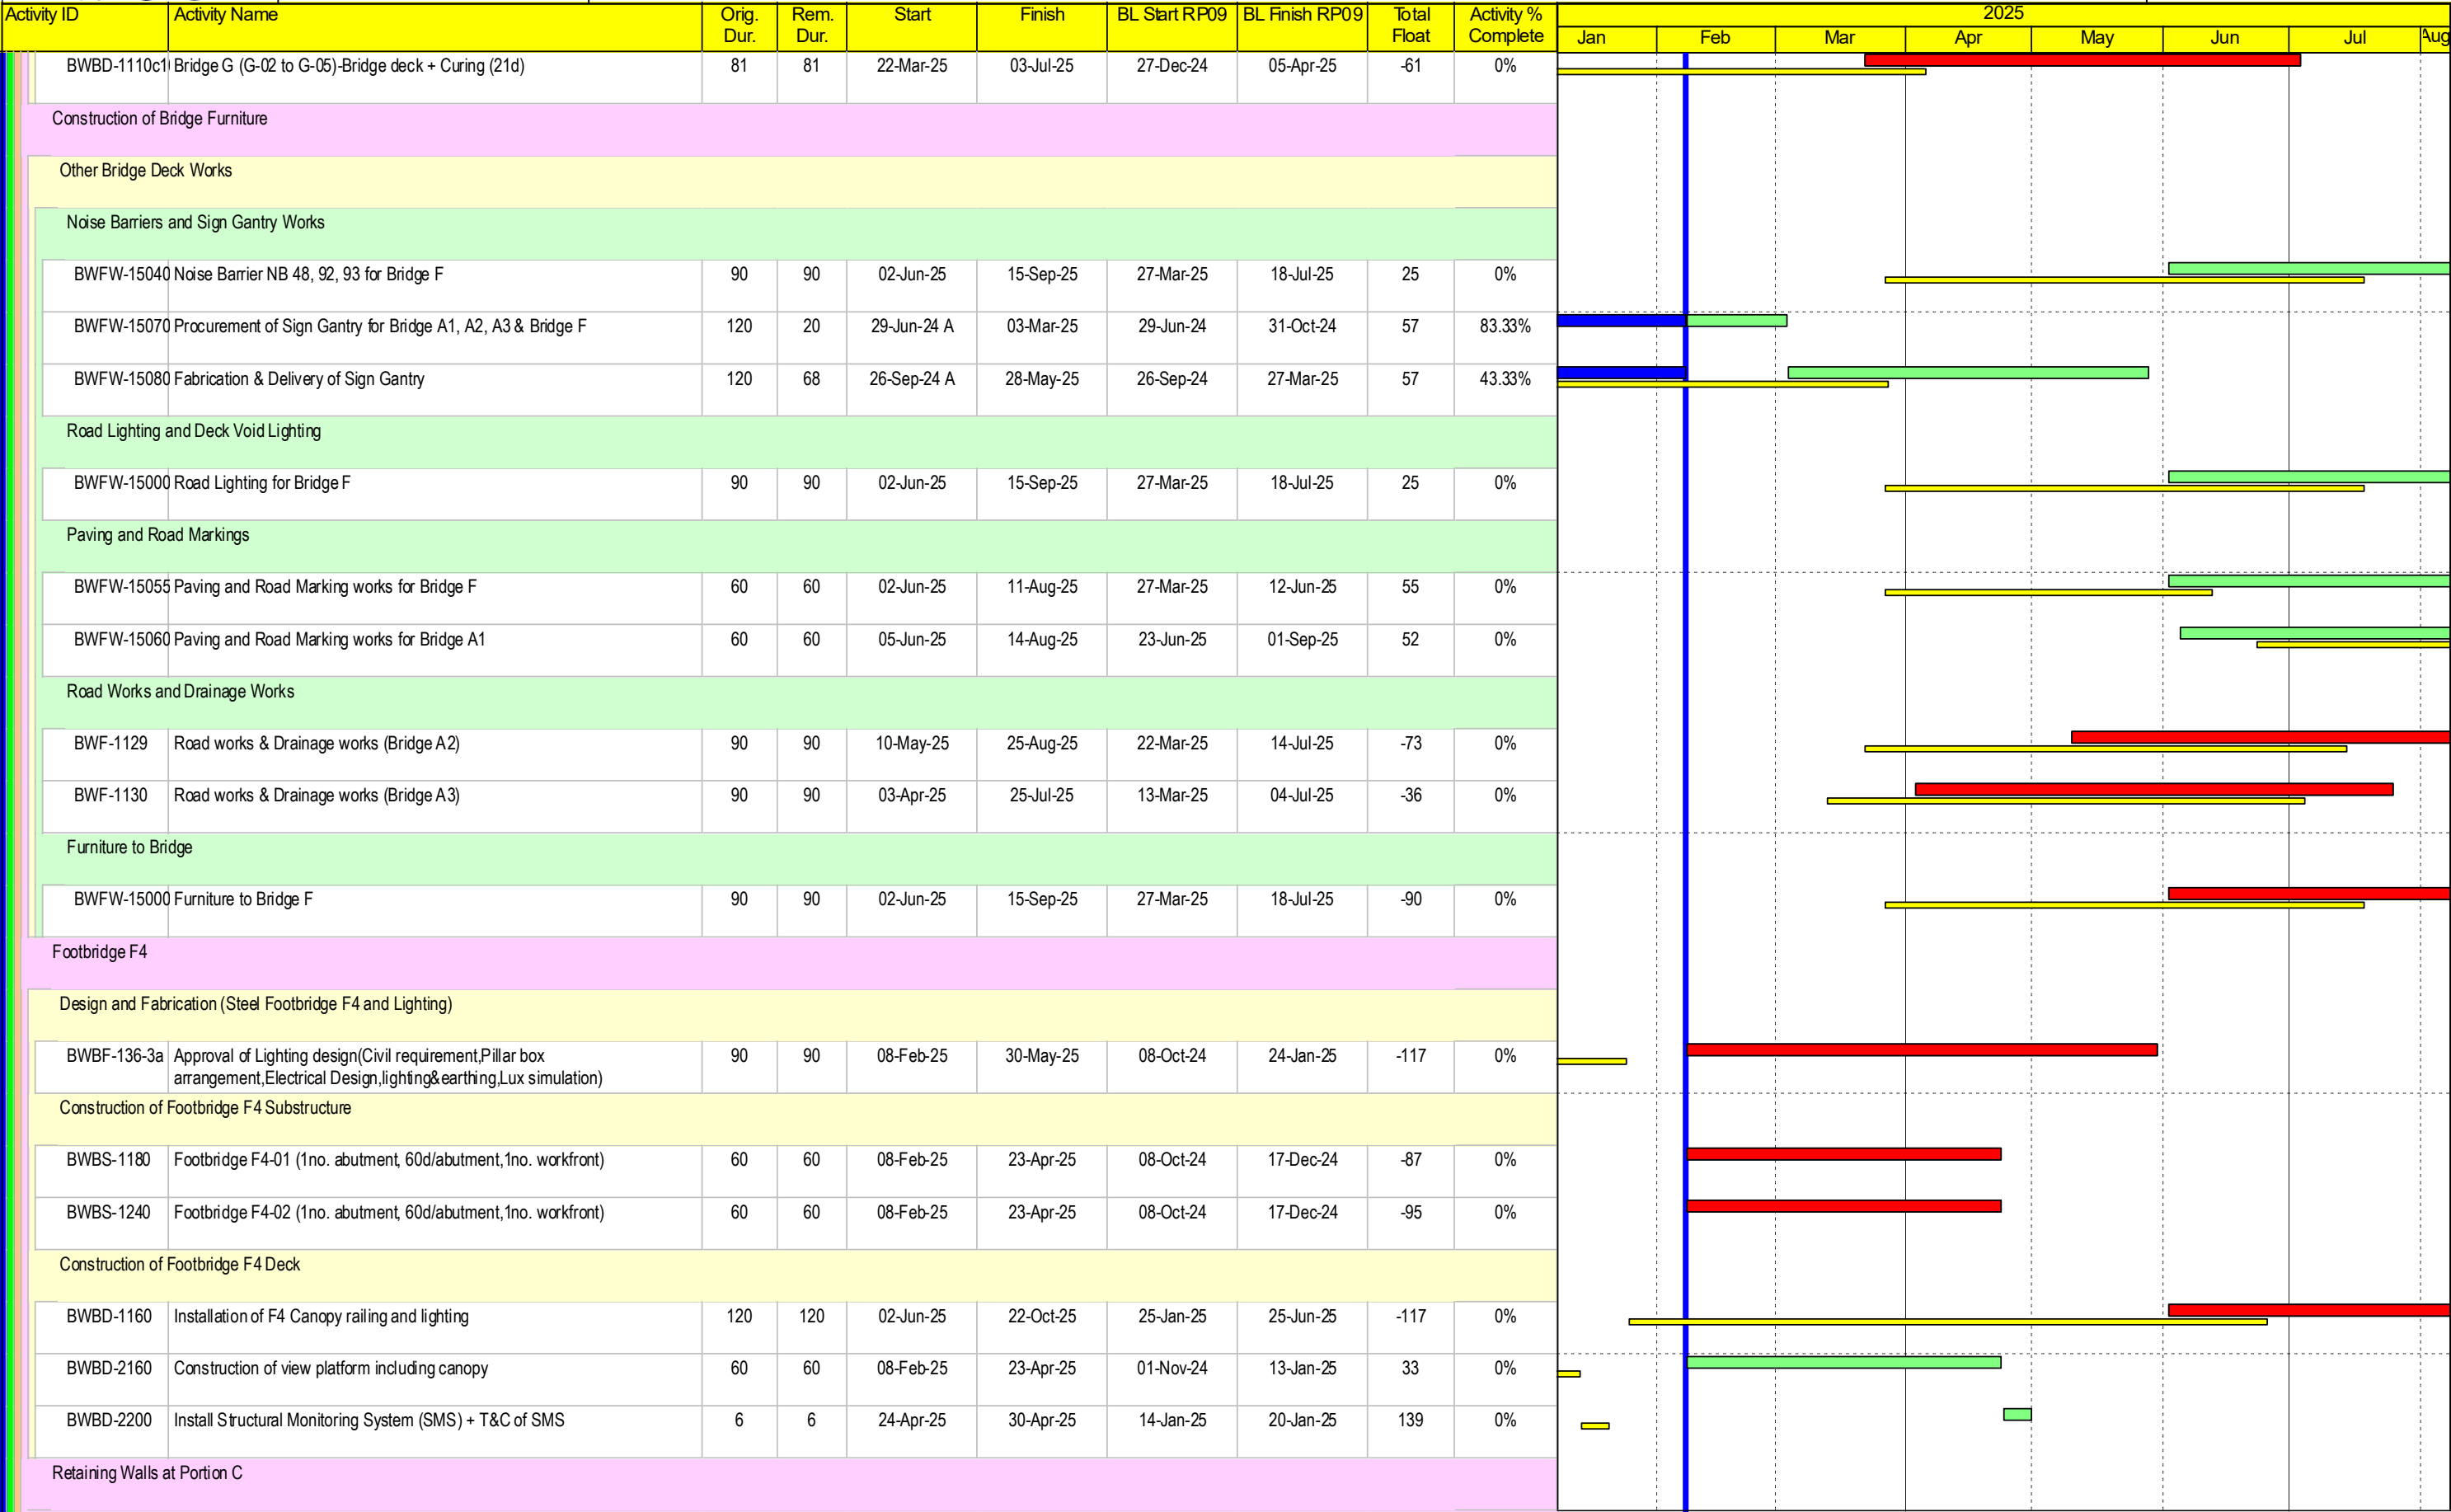 Activity ID Activity Name Orig. Dur. Rem. Dur. Start Finish BL Start RP09 BL Finish RP09 Total Float Activity % Complete 2025
Jan Feb Mar Apr May Jun Jul Aug
BWBD-1110c1 Bridge G (G-02 to G-05)-Bridge deck + Curing (21d) 81 81 22-Mar-25 03-Jul-25 27-Dec-24 05-Apr-25 -61 0%
Construction of Bridge Furniture
Other Bridge Deck Works
Noise Barriers and Sign Gantry Works
BWFW-15040 Noise Barrier NB 48, 92, 93 for Bridge F 90 90 02-Jun-25 15-Sep-25 27-Mar-25 18-Jul-25 25 0%
BWFW-15070 Procurement of Sign Gantry for Bridge A1, A2, A3 & Bridge F 120 20 29-Jun-24 A 03-Mar-25 29-Jun-24 31-Oct-24 57 83.33%
BWFW-15080 Fabrication & Delivery of Sign Gantry 120 68 26-Sep-24 A 28-May-25 26-Sep-24 27-Mar-25 57 43.33%
Road Lighting and Deck Void Lighting
BWFW-15000 Road Lighting for Bridge F 90 90 02-Jun-25 15-Sep-25 27-Mar-25 18-Jul-25 25 0%
Paving and Road Markings
BWFW-15055 Paving and Road Marking works for Bridge F 60 60 02-Jun-25 11-Aug-25 27-Mar-25 12-Jun-25 55 0%
BWFW-15060 Paving and Road Marking works for Bridge A1 60 60 05-Jun-25 14-Aug-25 23-Jun-25 01-Sep-25 52 0%
Road Works and Drainage Works
BWF-1129 Road works & Drainage works (Bridge A2) 90 90 10-May-25 25-Aug-25 22-Mar-25 14-Jul-25 -73 0%
BWF-1130 Road works & Drainage works (Bridge A3) 90 90 03-Apr-25 25-Jul-25 13-Mar-25 04-Jul-25 -36 0%
Furniture to Bridge
BWFW-15000 Furniture to Bridge F 90 90 02-Jun-25 15-Sep-25 27-Mar-25 18-Jul-25 -90 0%
Footbridge F4
Design and Fabrication (Steel Footbridge F4 and Lighting)
BWBF-136-3a Approval of Lighting design(Civil requirement,Pillar box 90 90 08-Feb-25 30-May-25 08-Oct-24 24-Jan-25 -117 0%
arrangement,Electrical Design,lighting&earthing,Lux simulation)
Construction of Footbridge F4 Substructure
BWBS-1180 Footbridge F4-01 (1no. abutment, 60d/abutment,1no. workfront) 60 60 08-Feb-25 23-Apr-25 08-Oct-24 17-Dec-24 -87 0%
BWBS-1240 Footbridge F4-02 (1no. abutment, 60d/abutment,1no. workfront) 60 60 08-Feb-25 23-Apr-25 08-Oct-24 17-Dec-24 -95 0%
Construction of Footbridge F4 Deck
BWBD-1160 Installation of F4 Canopy railing and lighting 120 120 02-Jun-25 22-Oct-25 25-Jan-25 25-Jun-25 -117 0%
BWBD-2160 Construction of view platform including canopy 60 60 08-Feb-25 23-Apr-25 01-Nov-24 13-Jan-25 33 0%
BWBD-2200 Install Structural Monitoring System (SMS) + T&C of SMS 6 6 24-Apr-25 30-Apr-25 14-Jan-25 20-Jan-25 139 0%
Retaining Walls at Portion C